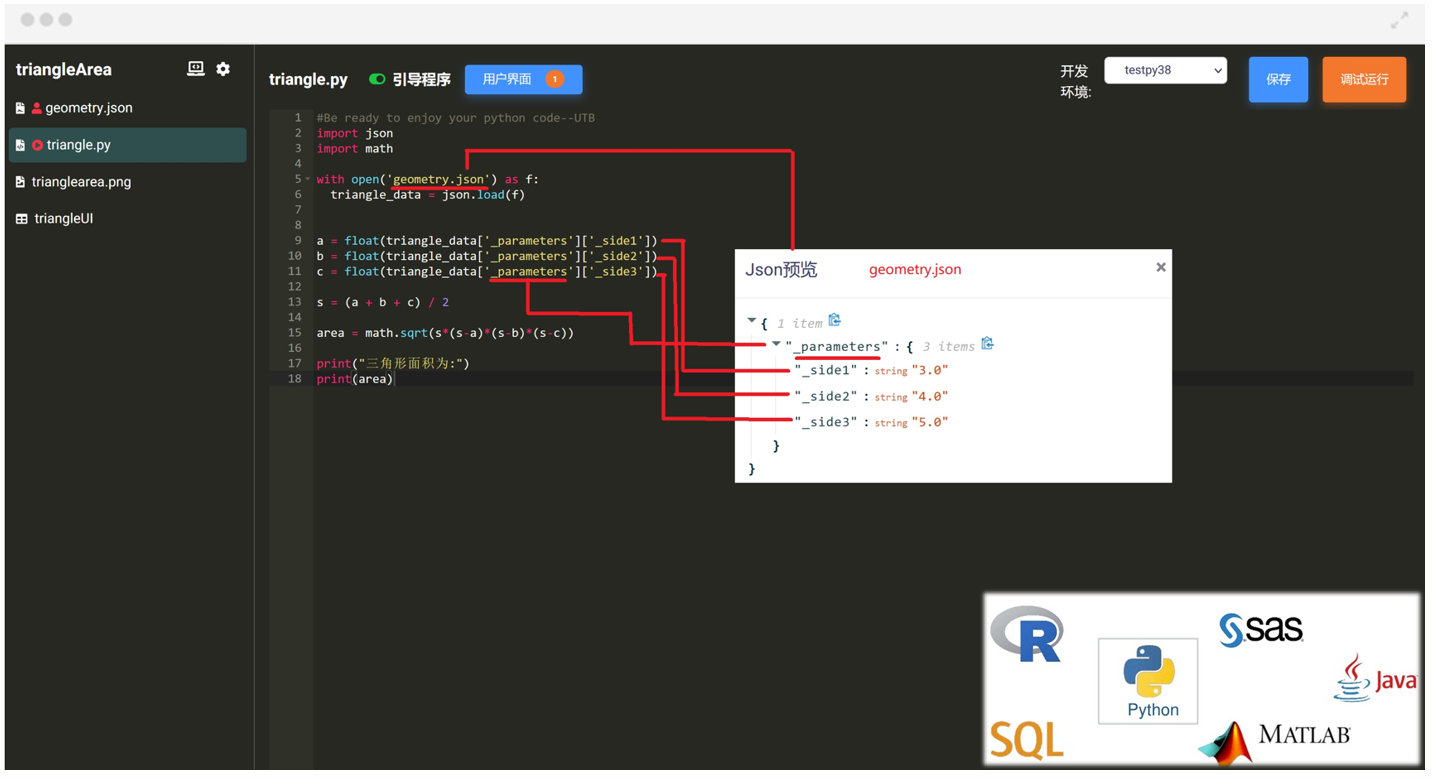 triangleArea
geometry.json
triangle.py
trianglearea.png
triangleUI
triangle.py 引导程序 用户界面 1
开发
环境:
testpy38
保存
调试运行
1 #Be ready to enjoy your python code--UTB
2 import json
3 import math
4
5 with open('geometry.json') as f:
6 triangle_data = json.load(f)
7
8
9 a = float(triangle_data['_parameters']['_side1'])
10 b = float(triangle_data['_parameters']['_side2'])
11 c = float(triangle_data['_parameters']['_side3'])
12
13 s = (a + b + c) / 2
14
15 area = math.sqrt(s*(s-a)*(s-b)*(s-c))
16
17 print("三角形面积为:")
18 print(area)
Json预览 geometry.json ×
{ 1 item
"_parameters" : { 3 items
"_side1" : string "3.0"
"_side2" : string "4.0"
"_side3" : string "5.0"
}
}
R
sas
Python
Java
SQL
MATLAB